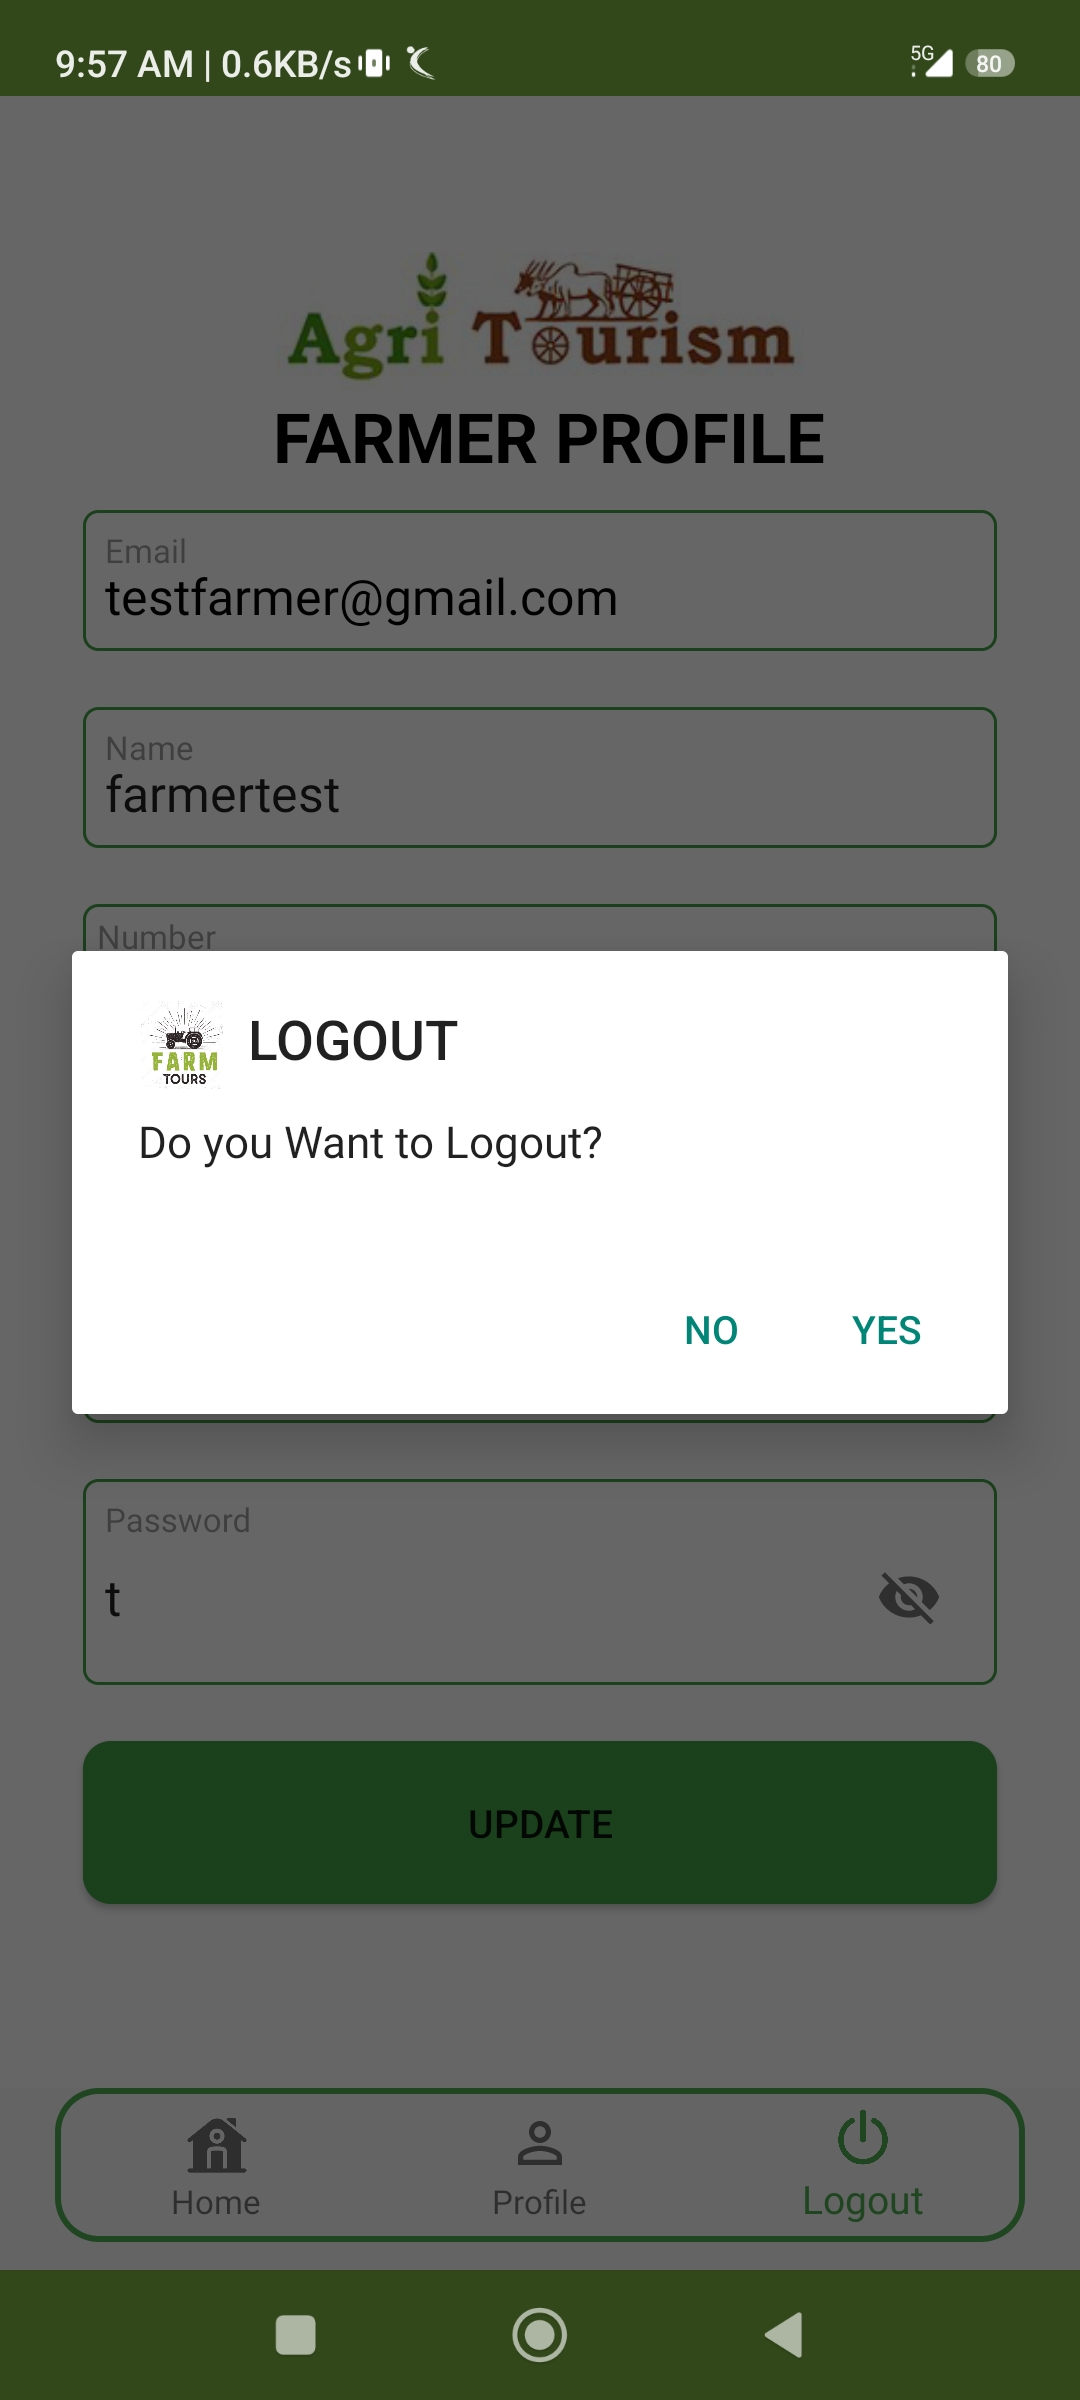 9:57 AM | 0.6KB/s
5G
80
Agri Tourism
FARMER PROFILE
Email
testfarmer@gmail.com
Name
farmertest
Number
FARM
TOURS
LOGOUT
Do you Want to Logout?
NO
YES
Password
t
UPDATE
Home
Profile
Logout